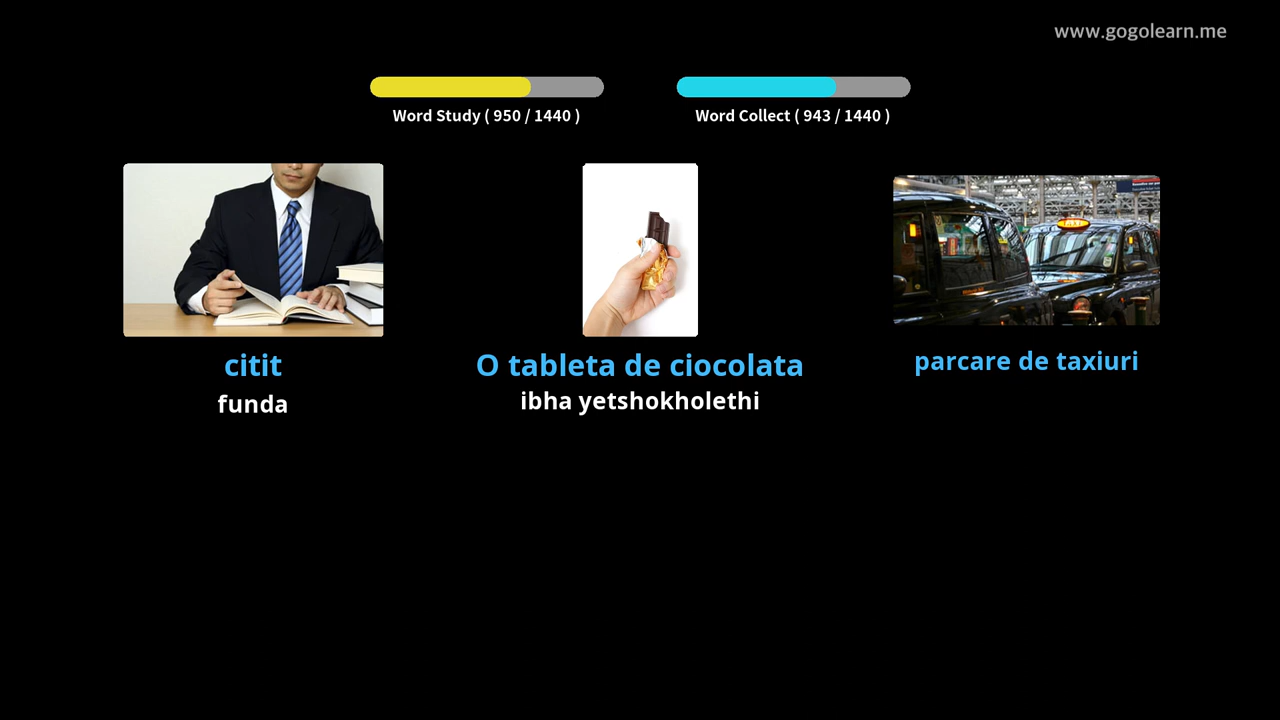 www.gogolearn.me
Word Study ( 950 / 1440 )
Word Collect ( 943 / 1440 )
citit
funda
O tableta de ciocolata
ibha yetshokholethi
parcare de taxiuri